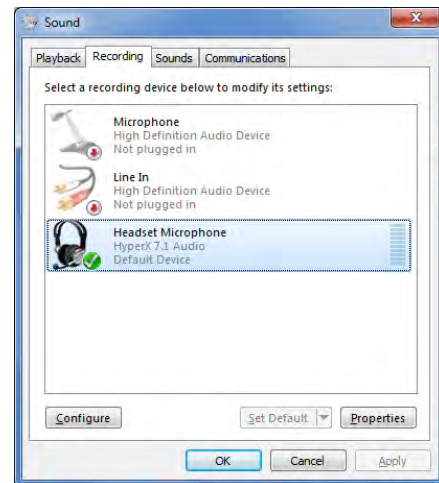 Sound
Playback Recording Sounds Communications
Select a recording device below to modify its settings:
Microphone
High Definition Audio Device
Not plugged in
Line In
High Definition Audio Device
Not plugged in
Headset Microphone
HyperX 7.1 Audio
Default Device
Configure Set Default Properties
OK Cancel Apply